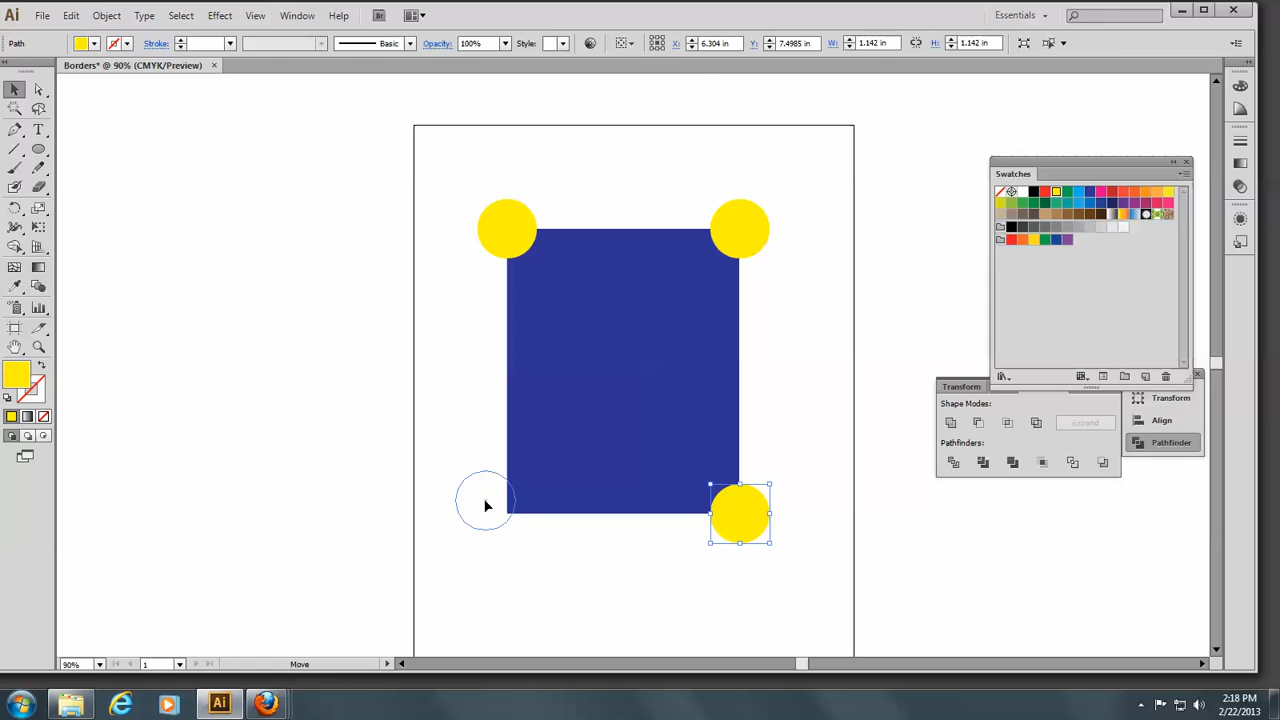 Ai File Edit Object Type Select Effect View Window Help Br Essentials
Path Stroke: Basic Opacity: 100% Style: X: 6.304 in Y: 7.4985 in W: 1.142 in H: 1.142 in
Borders* @ 90% (CMYK/Preview) ×
Swatches
Transform
Shape Modes:
Expand
Pathfinders:
Transform
Align
Pathfinder
90% 1 Move
Ai
2:18 PM
2/22/2013